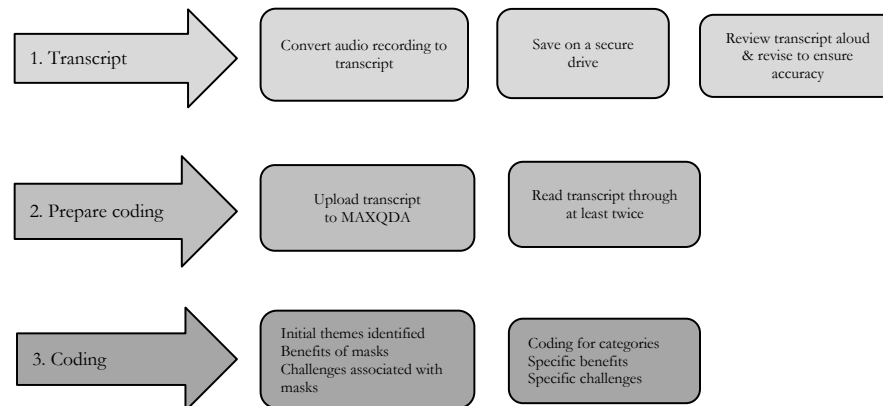 1. Transcript
Convert audio recording to
transcript
Save on a secure
drive
Review transcript aloud
& revise to ensure
accuracy
2. Prepare coding
Upload transcript
to MAXQDA
Read transcript through
at least twice
3. Coding
Initial themes identified
Benefits of masks
Challenges associated with
masks
Coding for categories
Specific benefits
Specific challenges